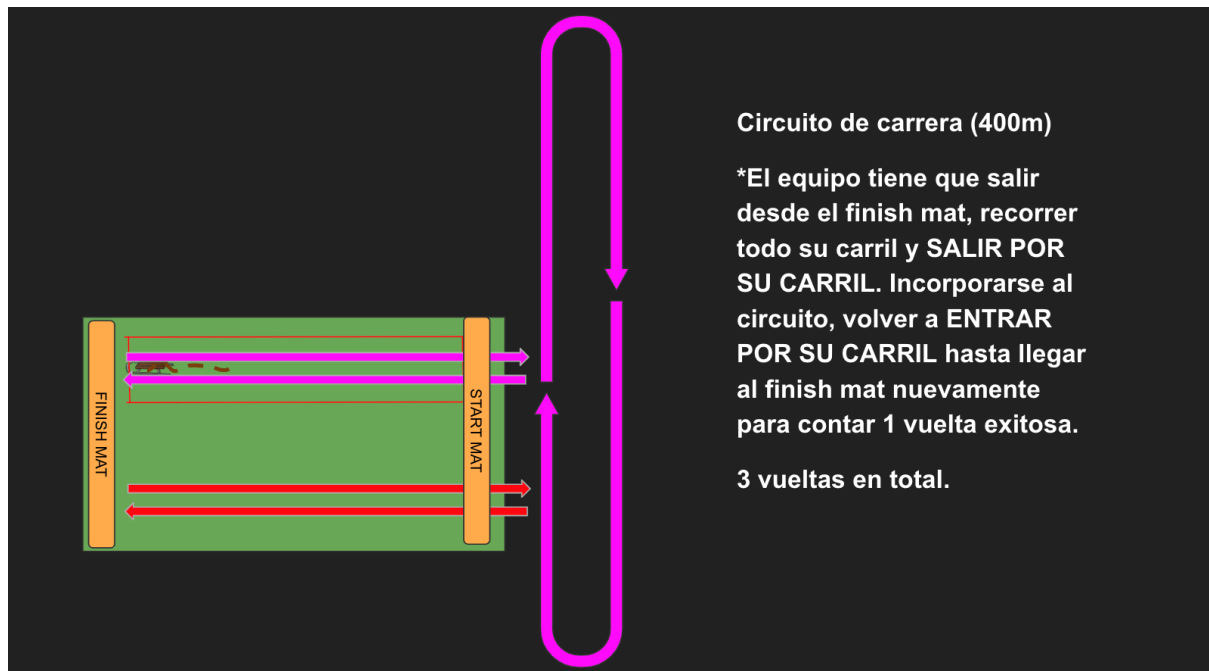 Circuito de carrera (400m)
*El equipo tiene que salir
desde el finish mat, recorrer
todo su carril y SALIR POR
SU CARRIL. Incorporarse al
circuito, volver a ENTRAR
POR SU CARRIL hasta llegar
al finish mat nuevamente
para contar 1 vuelta exitosa.
3 vueltas en total.
FINISH MAT
START MAT